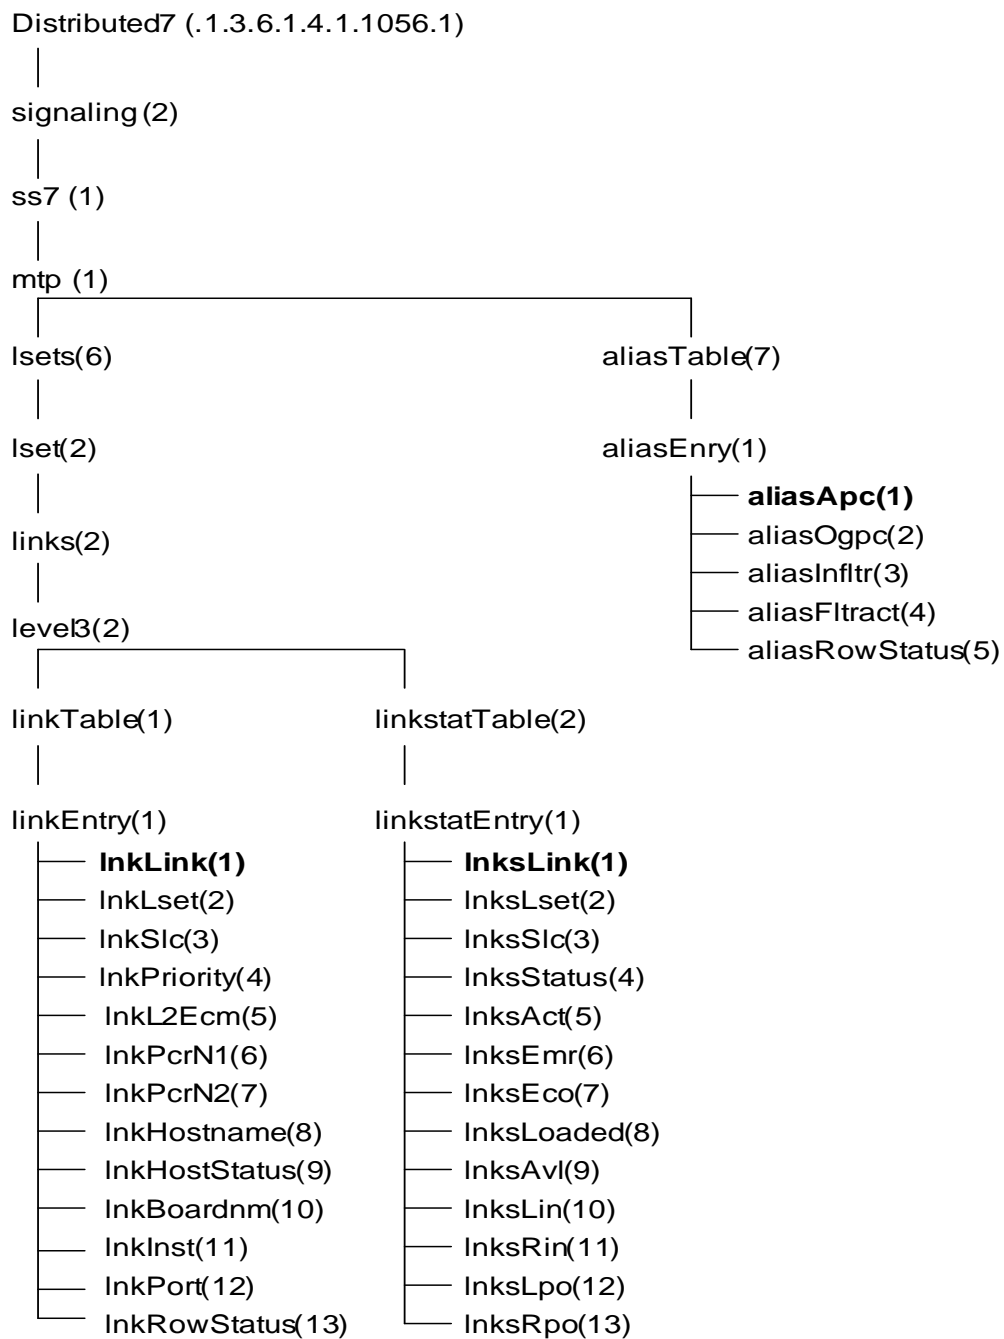 Distributed7 (.1.3.6.1.4.1.1056.1)
signaling (2)
ss7 (1)
mtp (1)
lsets(6)
aliasTable(7)
lset(2)
aliasEnry(1)
aliasApc(1)
aliasOgpc(2)
aliasInfltr(3)
aliasFltract(4)
aliasRowStatus(5)
links(2)
level3(2)
linkTable(1)
linkstatTable(2)
linkEntry(1)
linkstatEntry(1)
lnkLink(1)
lnkLset(2)
lnkSlc(3)
lnkPriority(4)
lnkL2Ecm(5)
lnkPcrN1(6)
lnkPcrN2(7)
lnkHostname(8)
lnkHostStatus(9)
lnkBoardnm(10)
lnkInst(11)
lnkPort(12)
lnkRowStatus(13)
lnksLink(1)
lnksLset(2)
lnksSlc(3)
lnksStatus(4)
lnksAct(5)
lnksEmr(6)
lnksEco(7)
lnksLoaded(8)
lnksAvl(9)
lnksLin(10)
lnksRin(11)
lnksLpo(12)
lnksRpo(13)